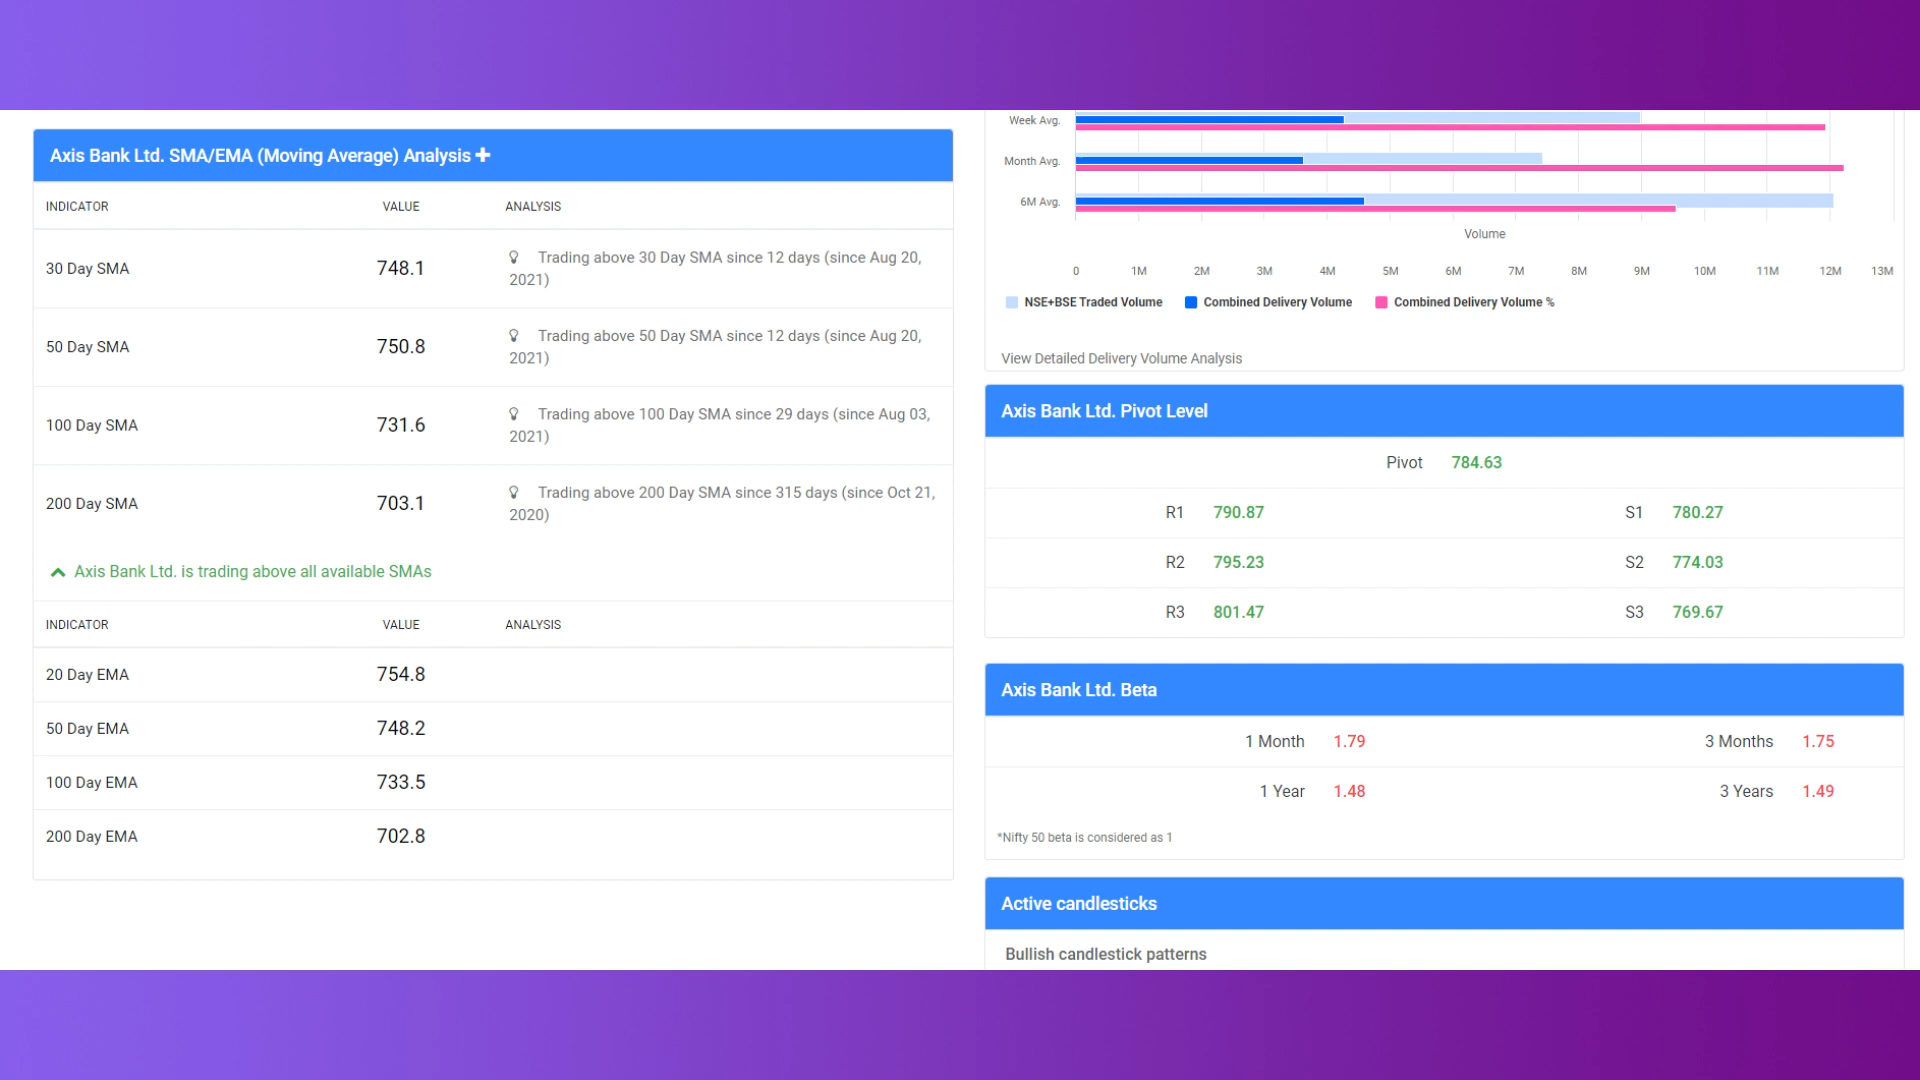 Axis Bank Ltd. SMA/EMA (Moving Average) Analysis +
INDICATOR VALUE ANALYSIS
30 Day SMA 748.1 Trading above 30 Day SMA since 12 days (since Aug 20,
2021)
50 Day SMA 750.8 Trading above 50 Day SMA since 12 days (since Aug 20,
2021)
100 Day SMA 731.6 Trading above 100 Day SMA since 29 days (since Aug 03,
2021)
200 Day SMA 703.1 Trading above 200 Day SMA since 315 days (since Oct 21,
2020)
Axis Bank Ltd. is trading above all available SMAs
INDICATOR VALUE ANALYSIS
20 Day EMA 754.8
50 Day EMA 748.2
100 Day EMA 733.5
200 Day EMA 702.8
Week Avg.
Month Avg.
6M Avg.
Volume
0 1M 2M 3M 4M 5M 6M 7M 8M 9M 10M 11M 12M 13M
NSE+BSE Traded Volume Combined Delivery Volume Combined Delivery Volume %
View Detailed Delivery Volume Analysis
Axis Bank Ltd. Pivot Level
Pivot 784.63
R1 790.87 S1 780.27
R2 795.23 S2 774.03
R3 801.47 S3 769.67
Axis Bank Ltd. Beta
1 Month 1.79 3 Months 1.75
1 Year 1.48 3 Years 1.49
*Nifty 50 beta is considered as 1
Active candlesticks
Bullish candlestick patterns